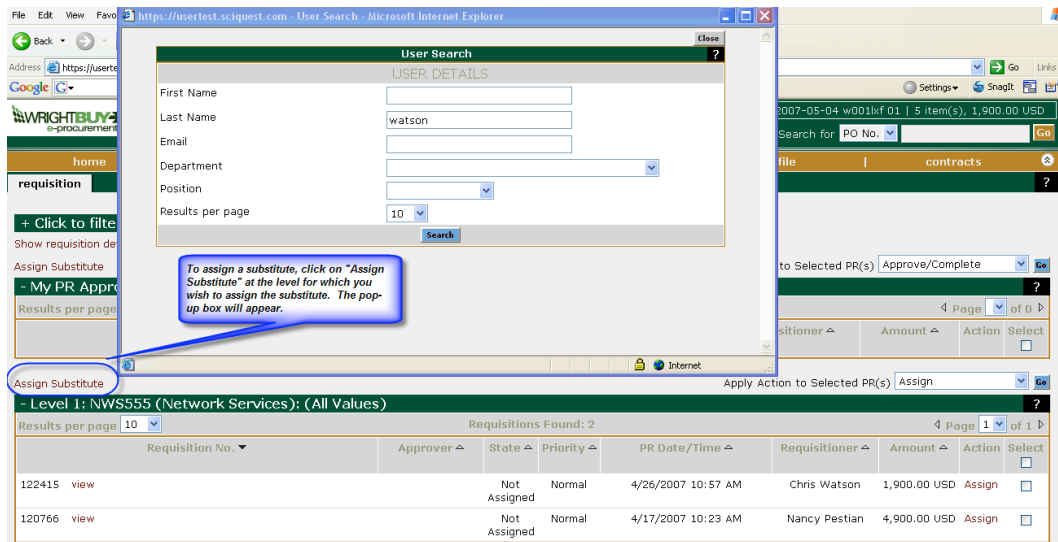 File Edit View Favo
https://usertest.sciquest.com - User Search - Microsoft Internet Explorer
Back
Close
User Search ?
USER DETAILS
Address https://userte
Go Links
Google G
Settings SnagIt
First Name
Last Name watson
Email
Department
Position
Results per page 10
Search
WRIGHTBUY
e-procurement
2007-05-04 w001lxf 01 | 5 item(s), 1,900.00 USD
Search for PO No. Go
home
file | contracts
requisition
?
+ Click to filte
Show requisition de
Assign Substitute
to Selected PR(s) Approve/Complete Go
To assign a substitute, click on "Assign
Substitute" at the level for which you
wish to assign the substitute. The pop-
up box will appear.
- My PR Appro
?
Results per page
Page of 0
sitioner Amount Action Select
Internet
Assign Substitute
Apply Action to Selected PR(s) Assign Go
- Level 1: NWS555 (Network Services): (All Values) ?
Results per page 10 Requisitions Found: 2 Page 1 of 1
Requisition No. Approver State Priority PR Date/Time Requisitioner Amount Action Select
122415 view Not Normal 4/26/2007 10:57 AM Chris Watson 1,900.00 USD Assign
Assigned
120766 view Not Normal 4/17/2007 10:23 AM Nancy Pestian 4,900.00 USD Assign
Assigned